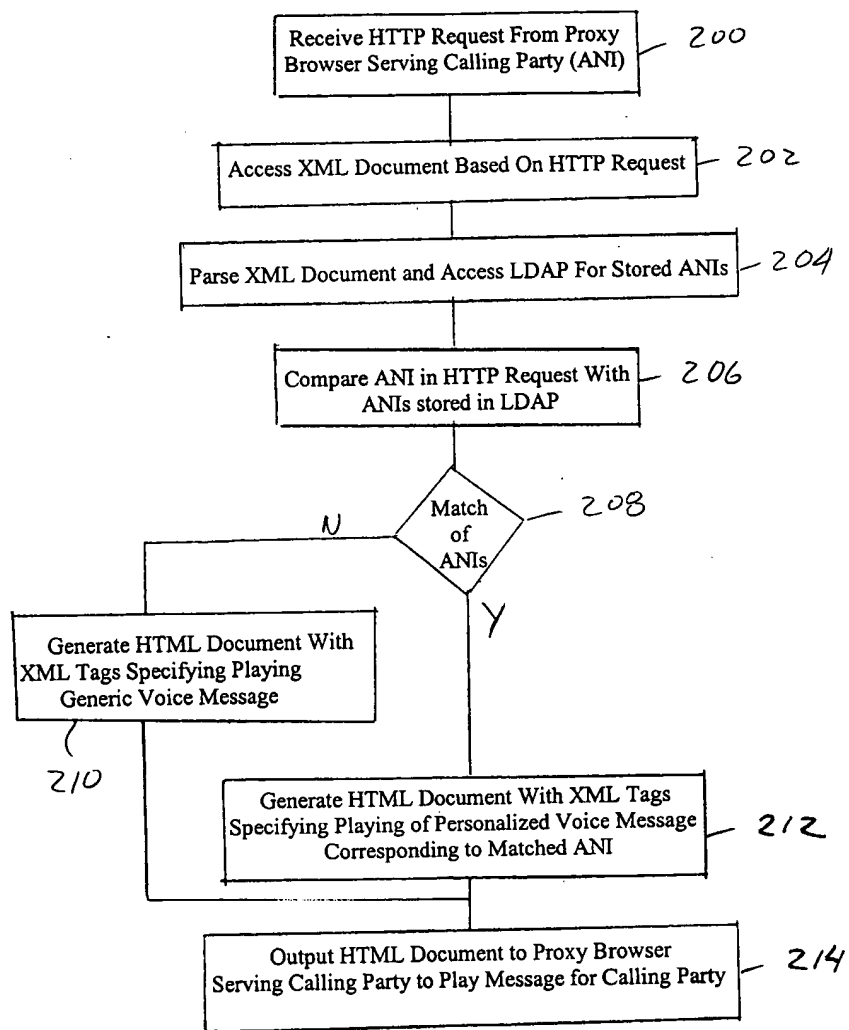 Receive HTTP Request From Proxy
Browser Serving Calling Party (ANI)
200
Access XML Document Based On HTTP Request
202
Parse XML Document and Access LDAP For Stored ANIs
204
Compare ANI in HTTP Request With
ANIs stored in LDAP
206
Match
of
ANIs
208
N
Y
Generate HTML Document With
XML Tags Specifying Playing
Generic Voice Message
210
Generate HTML Document With XML Tags
Specifying Playing of Personalized Voice Message
Corresponding to Matched ANI
212
Output HTML Document to Proxy Browser
Serving Calling Party to Play Message for Calling Party
214